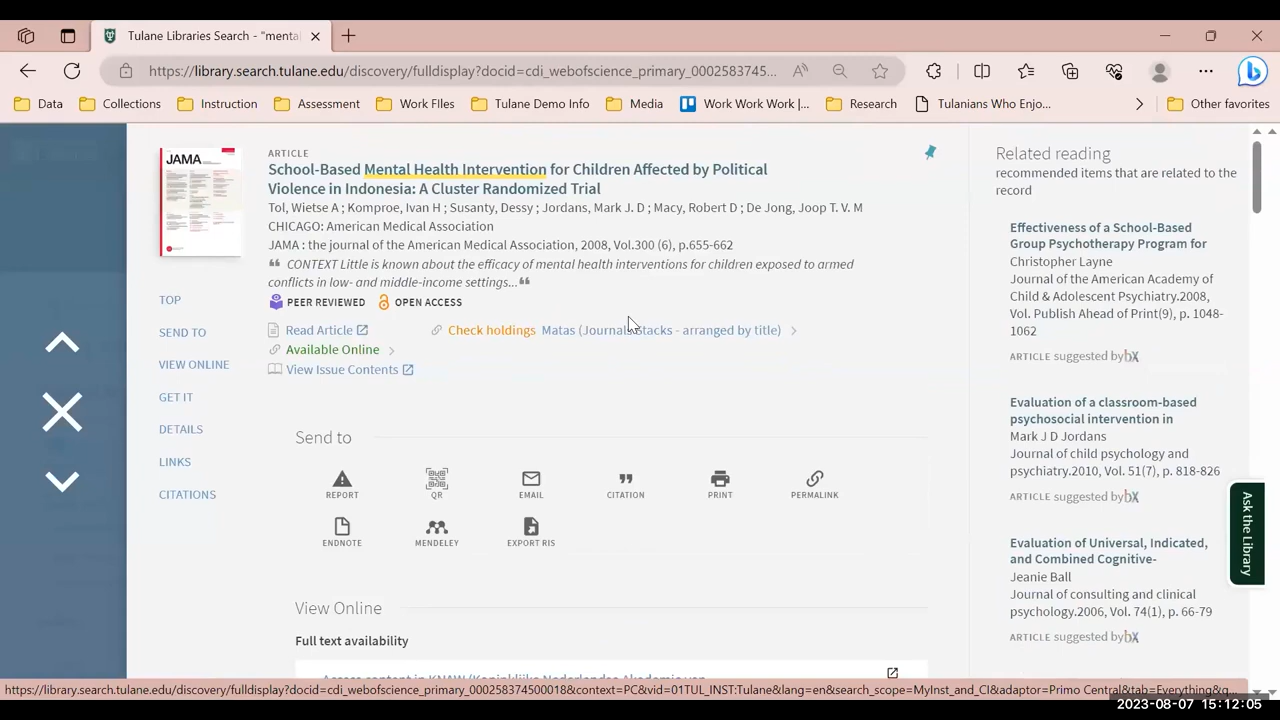 Tulane Libraries Search - "menta
https://library.search.tulane.edu/discovery/fulldisplay?docid=cdi_webofscience_primary_0002583745...
Data
Collections
Instruction
Assessment
Work FIles
Tulane Demo Info
Media
Work Work Work |...
Research
Tulanians Who Enjo...
Other favorites
JAMA
ARTICLE
School-Based Mental Health Intervention for Children Affected by Political
Violence in Indonesia: A Cluster Randomized Trial
Tol, Wietse A ; Komproe, Ivan H ; Susanty, Dessy ; Jordans, Mark J. D ; Macy, Robert D ; De Jong, Joop T. V. M
CHICAGO: American Medical Association
JAMA : the journal of the American Medical Association, 2008, Vol.300 (6), p.655-662
❝ CONTEXT Little is known about the efficacy of mental health interventions for children exposed to armed
conflicts in low- and middle-income settings...❝
PEER REVIEWED
OPEN ACCESS
Read Article
Check holdings Matas (Journal Stacks - arranged by title)
Available Online
View Issue Contents
TOP
SEND TO
VIEW ONLINE
GET IT
DETAILS
LINKS
CITATIONS
Send to
REPORT
QR
EMAIL
CITATION
PRINT
PERMALINK
ENDNOTE
MENDELEY
EXPORT RIS
View Online
Full text availability
Related reading
recommended items that are related to the
record
Effectiveness of a School-Based
Group Psychotherapy Program for
Christopher Layne
Journal of the American Academy of
Child & Adolescent Psychiatry.2008,
Vol. Publish Ahead of Print(9), p. 1048-
1062
ARTICLE suggested by bX
Evaluation of a classroom-based
psychosocial intervention in
Mark J D Jordans
Journal of child psychology and
psychiatry.2010, Vol. 51(7), p. 818-826
ARTICLE suggested by bX
Evaluation of Universal, Indicated,
and Combined Cognitive-
Jeanie Ball
Journal of consulting and clinical
psychology.2006, Vol. 74(1), p. 66-79
ARTICLE suggested by bX
Ask the Library
https://library.search.tulane.edu/discovery/fulldisplay?docid=cdi_webofscience_primary_000258374500018&context=PC&vid=01TUL_INST:Tulane&lang=en&search_scope=MyInst_and_CI&adaptor=Primo Central&tab=Everything&q...
2023-08-07 15:12:05